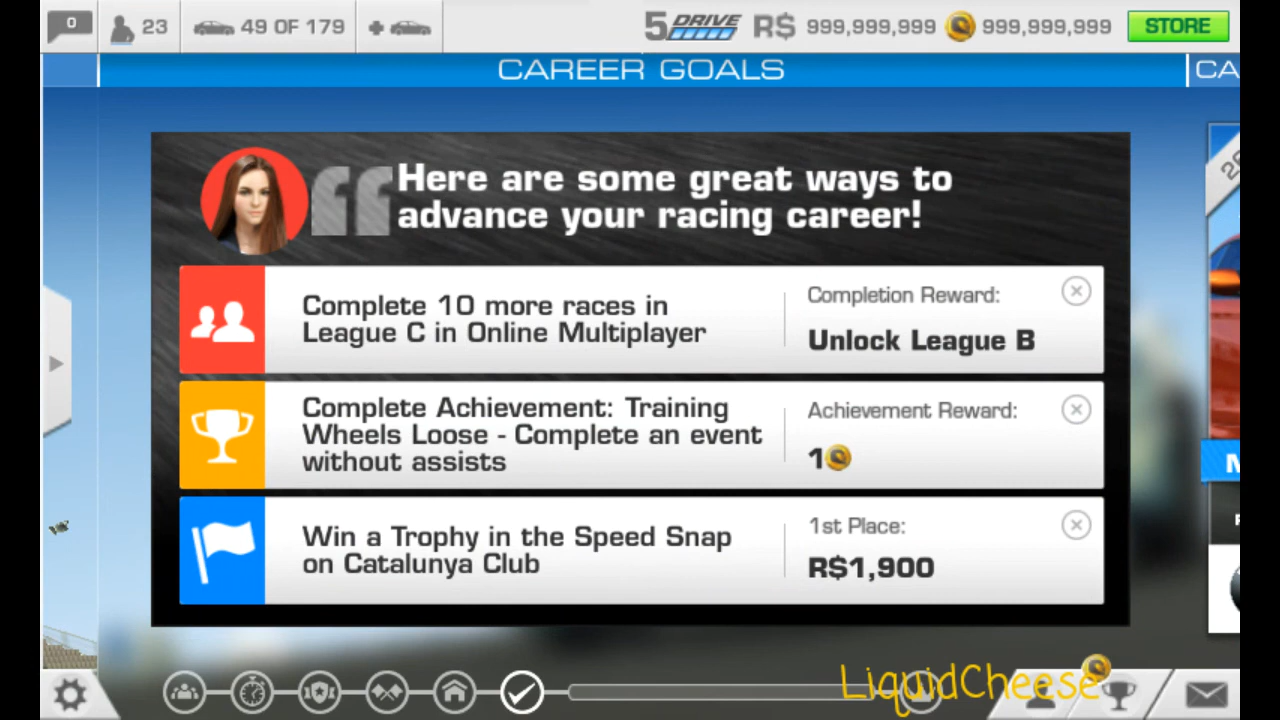 0
23
49 OF 179
5 DRIVE
R$ 999,999,999
999,999,999
STORE
CAREER GOALS
CA
Here are some great ways to
advance your racing career!
Complete 10 more races in
League C in Online Multiplayer
Completion Reward:
Unlock League B
Complete Achievement: Training
Wheels Loose - Complete an event
without assists
Achievement Reward:
1
Win a Trophy in the Speed Snap
on Catalunya Club
1st Place:
R$1,900
LiquidCheese